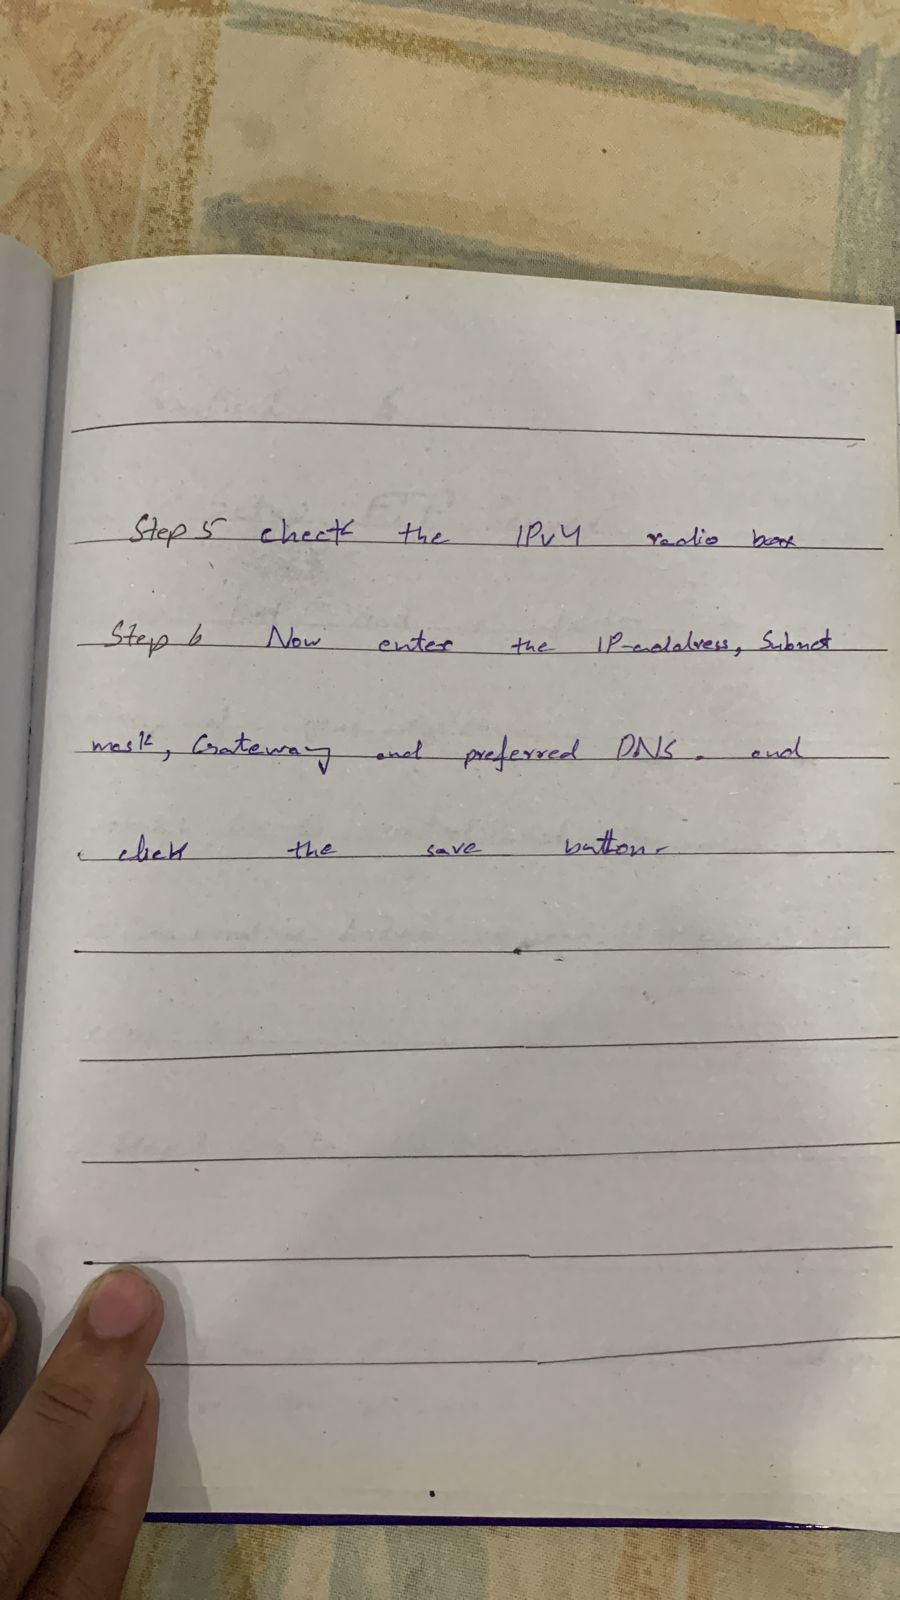 Step 5 check the IPv4 radio box
Step 6 Now enter the IP-address, Subnet
mask, Gateway and preferred DNS. and
click the save button.